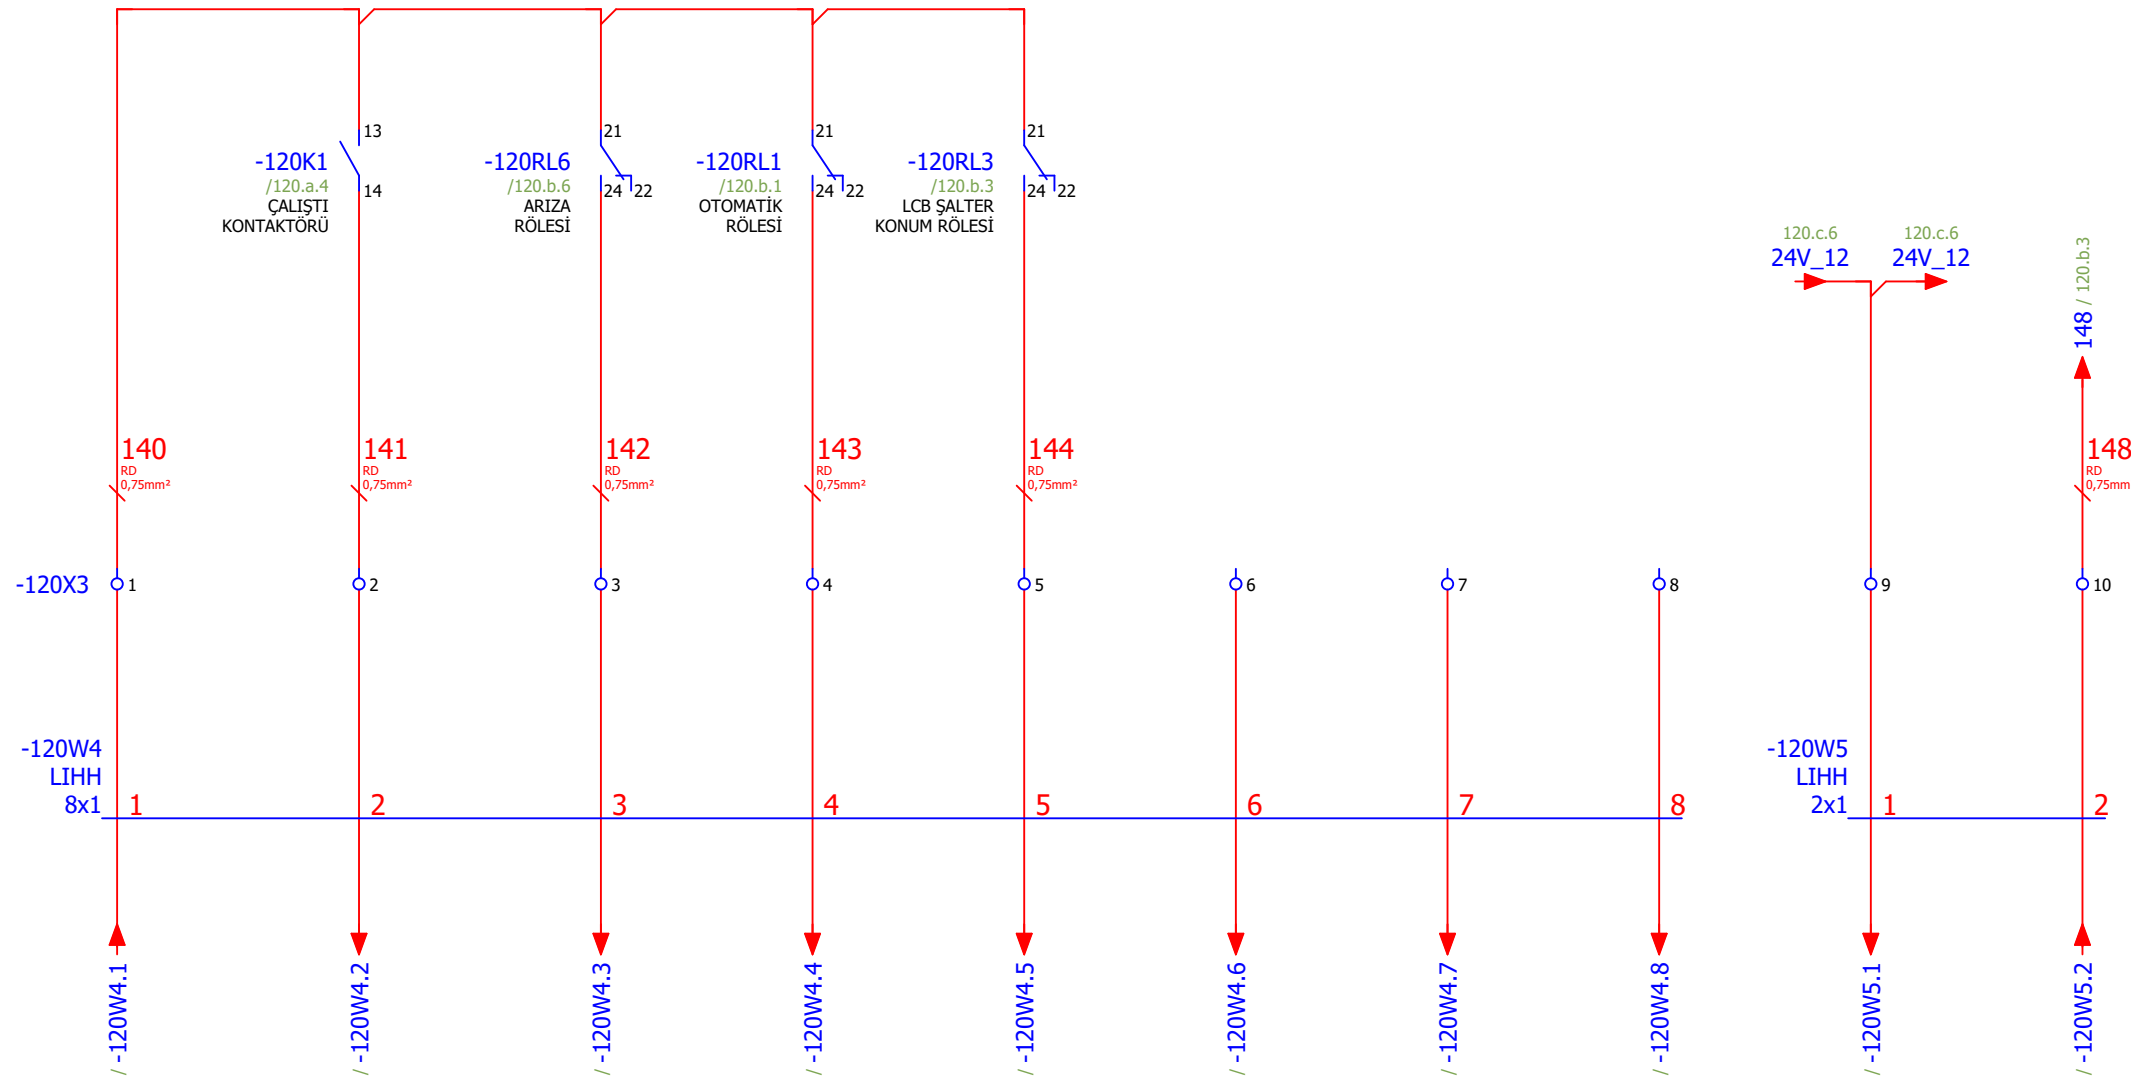 13
21
21
21
-120K1
/120.a.4
ÇALIŞTI
KONTAKTÖRÜ
14
-120RL6
/120.b.6
ARIZA
RÖLESİ
24
22
-120RL1
/120.b.1
OTOMATİK
RÖLESİ
24
22
-120RL3
/120.b.3
LCB ŞALTER
KONUM RÖLESİ
24
22
120.c.6
24V_12
120.c.6
24V_12
148 / 120.b.3
140
RD
0,75mm²
141
RD
0,75mm²
142
RD
0,75mm²
143
RD
0,75mm²
144
RD
0,75mm²
148
RD
0,75mm
-120X3
1
2
3
4
5
6
7
8
9
10
-120W4
LIHH
8x1
1
2
3
4
5
6
7
8
-120W5
LIHH
2x1
1
2
/ -120W4.1
/ -120W4.2
/ -120W4.3
/ -120W4.4
/ -120W4.5
/ -120W4.6
/ -120W4.7
/ -120W4.8
/ -120W5.1
/ -120W5.2